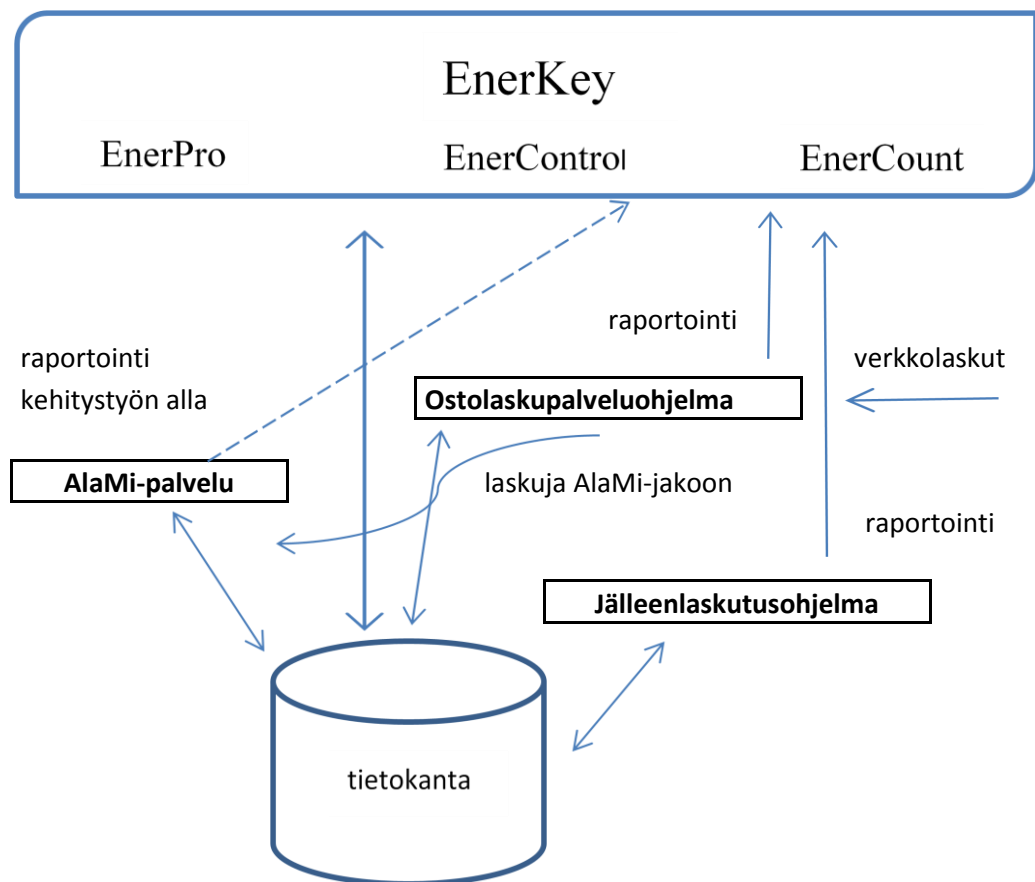 EnerKey
EnerPro
EnerControl
EnerCount
raportointi
raportointi
kehitystyön alla
verkkolaskut
Ostolaskupalveluohjelma
AlaMi-palvelu
laskuja AlaMi-jakoon
raportointi
Jälleenlaskutusohjelma
tietokanta